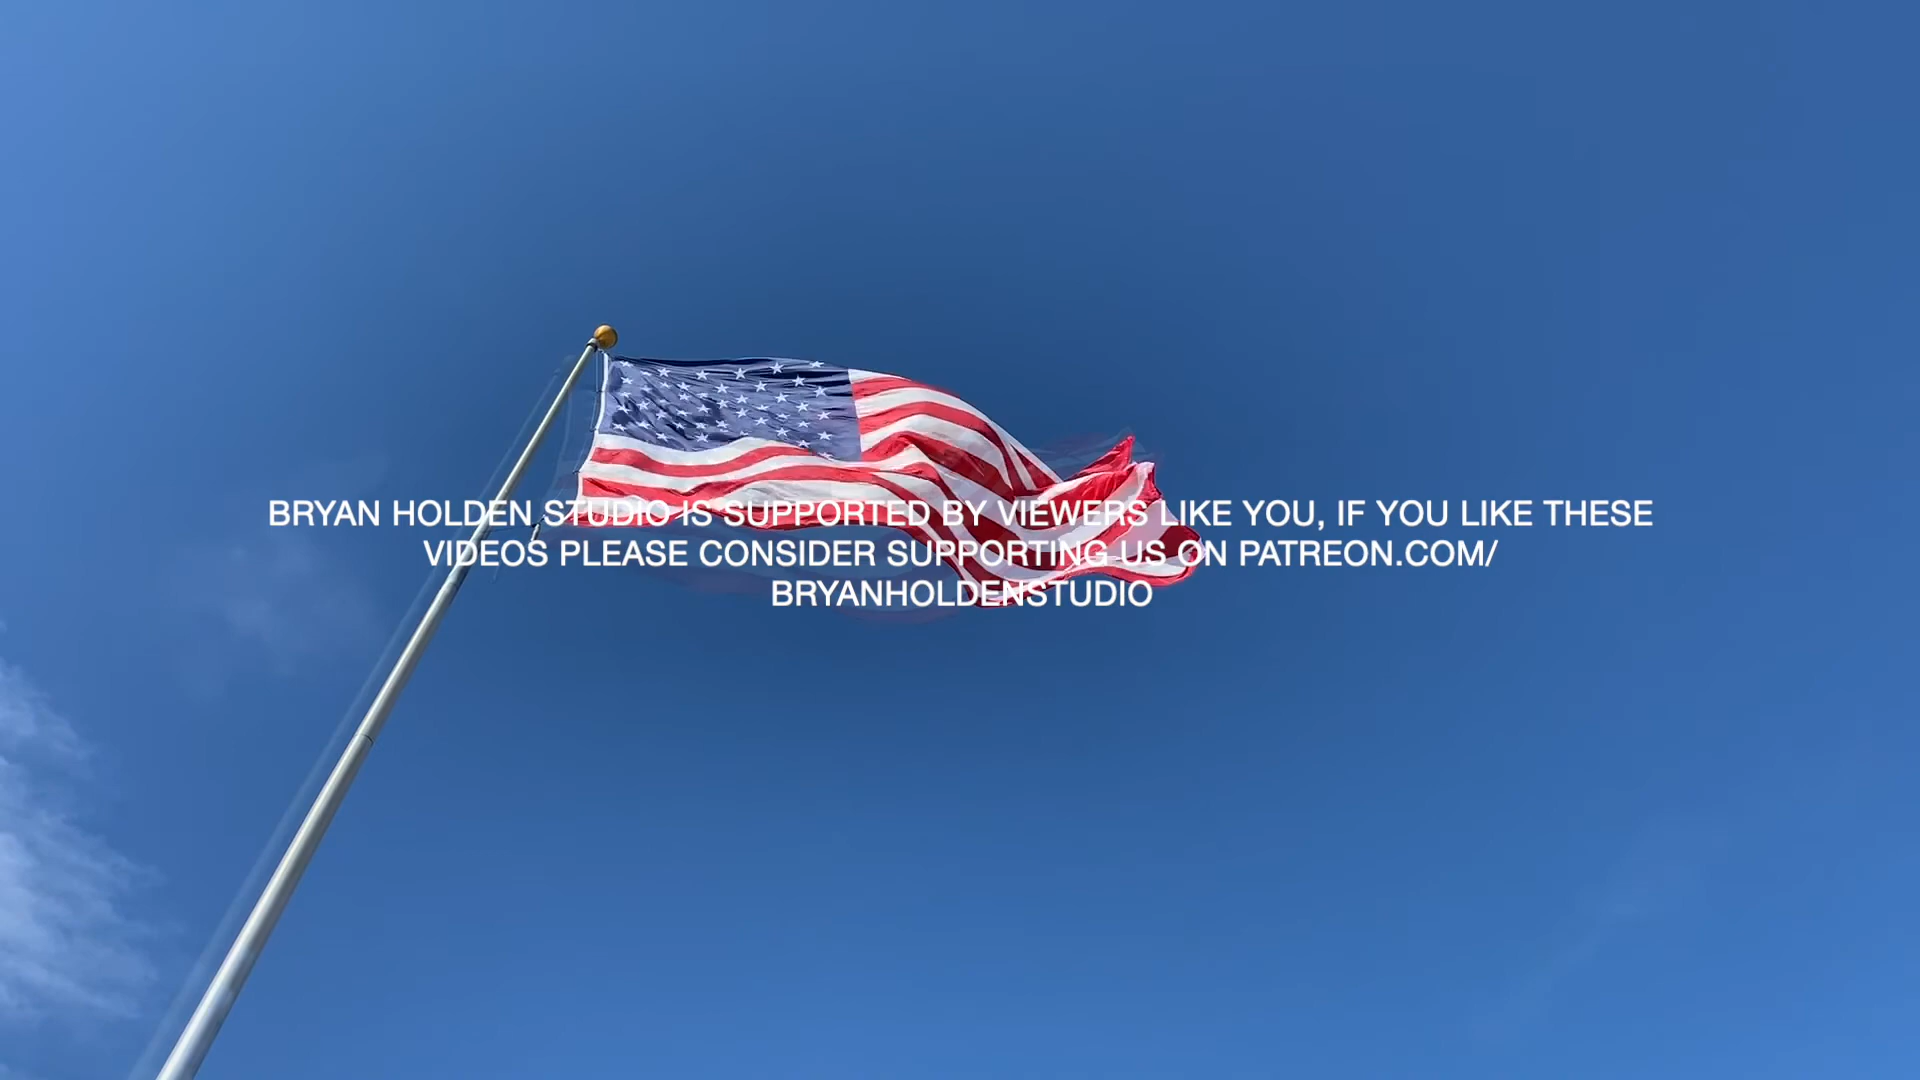 BRYAN HOLDEN STUDIO IS SUPPORTED BY VIEWERS LIKE YOU, IF YOU LIKE THESE
VIDEOS PLEASE CONSIDER SUPPORTING US ON PATREON.COM/
BRYANHOLDENSTUDIO